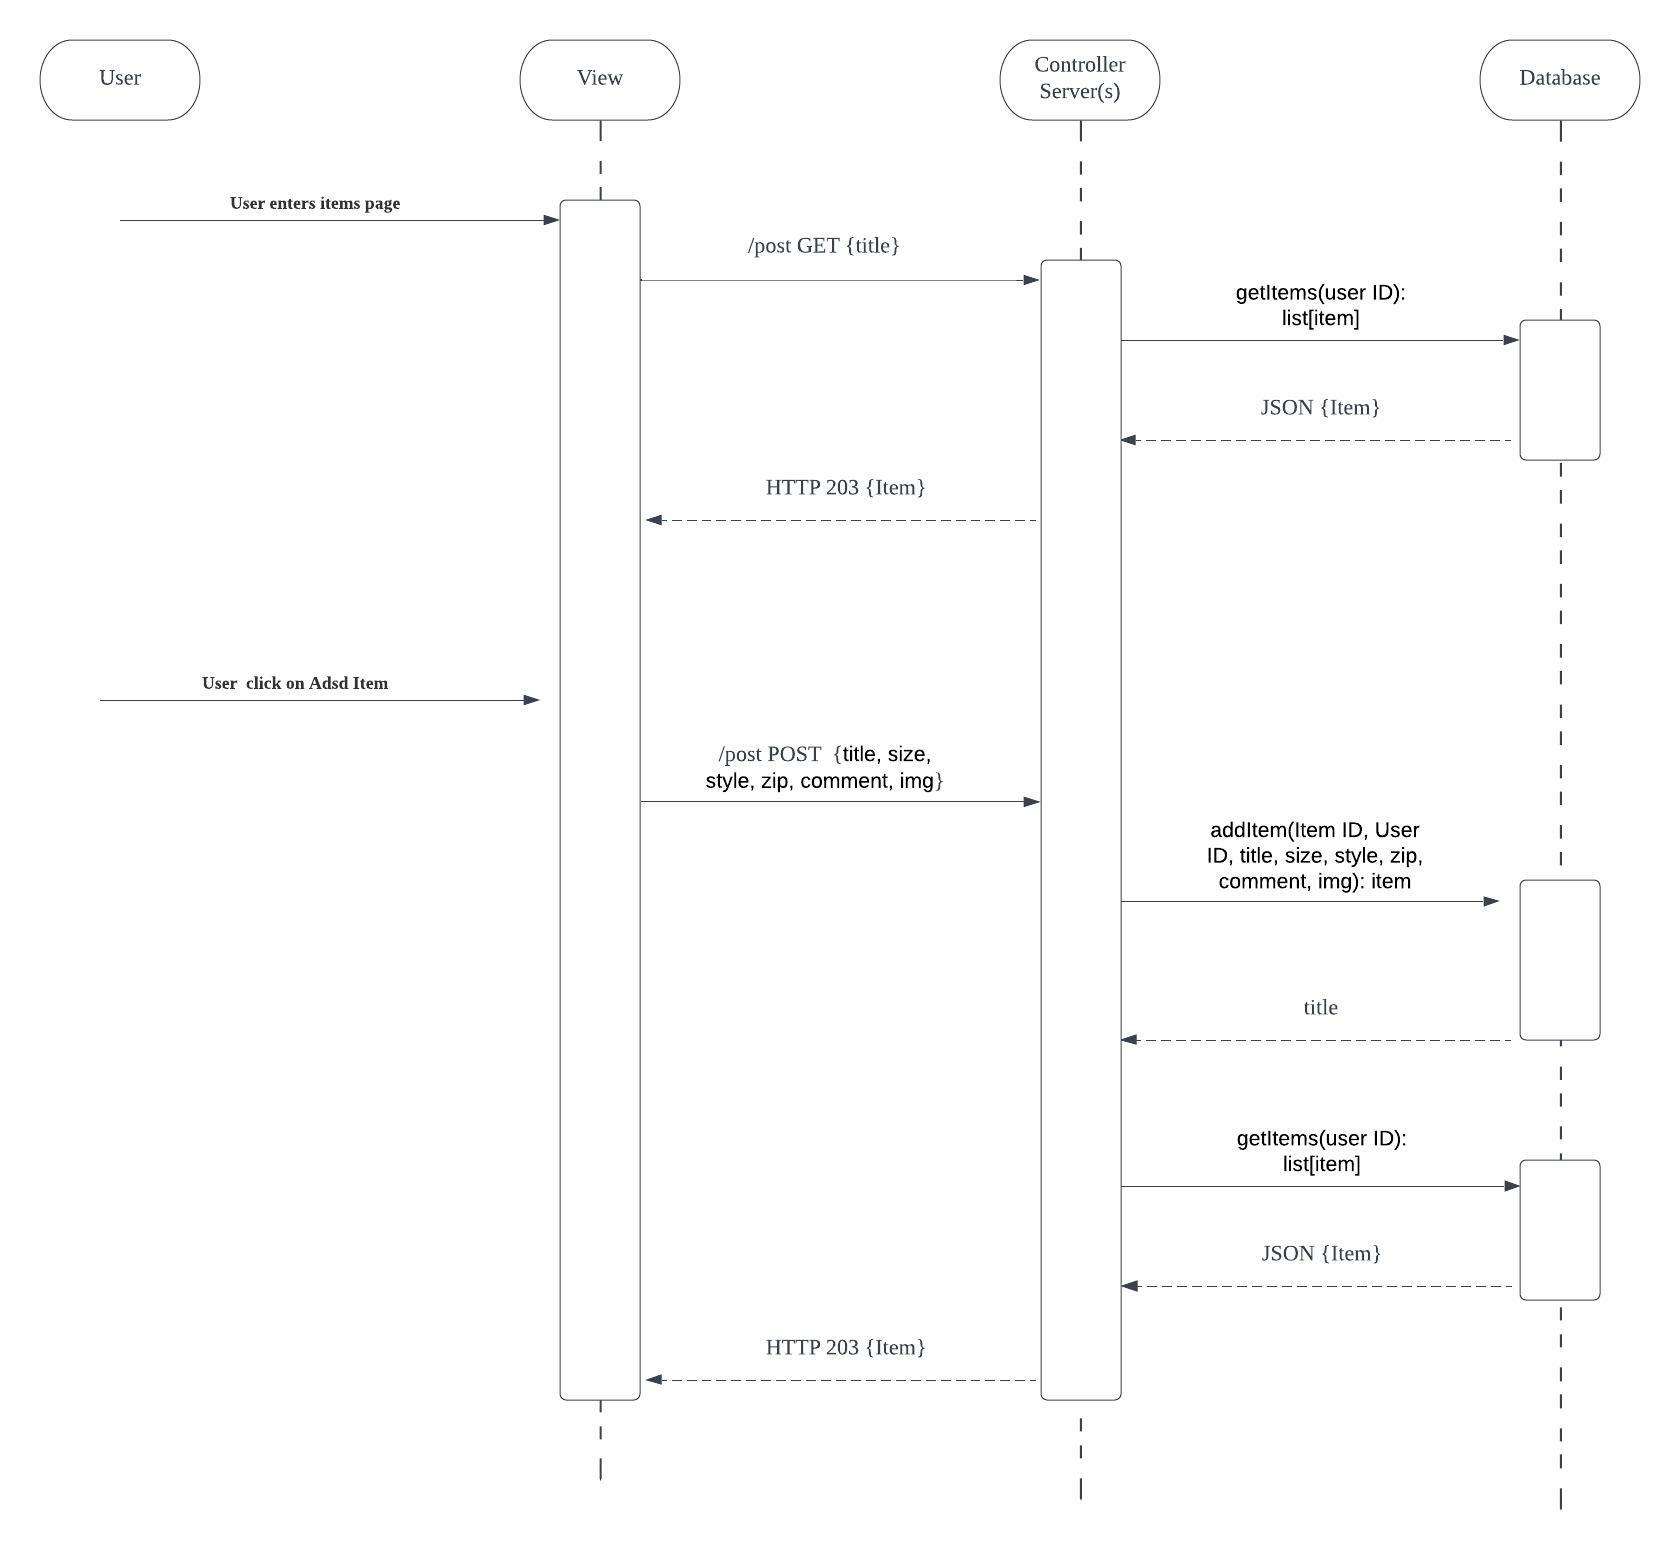 User
View
Controller
Server(s)
Database
User enters items page
/post GET {title}
getItems(user ID):
list[item]
JSON {Item}
HTTP 203 {Item}
User  click on Adsd Item
/post POST  {title, size,
style, zip, comment, img}
addItem(Item ID, User
ID, title, size, style, zip,
comment, img): item
title
getItems(user ID):
list[item]
JSON {Item}
HTTP 203 {Item}